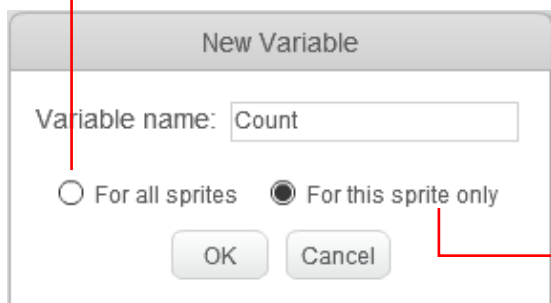 New Variable
Variable name: Count
For all sprites For this sprite only
OK Cancel